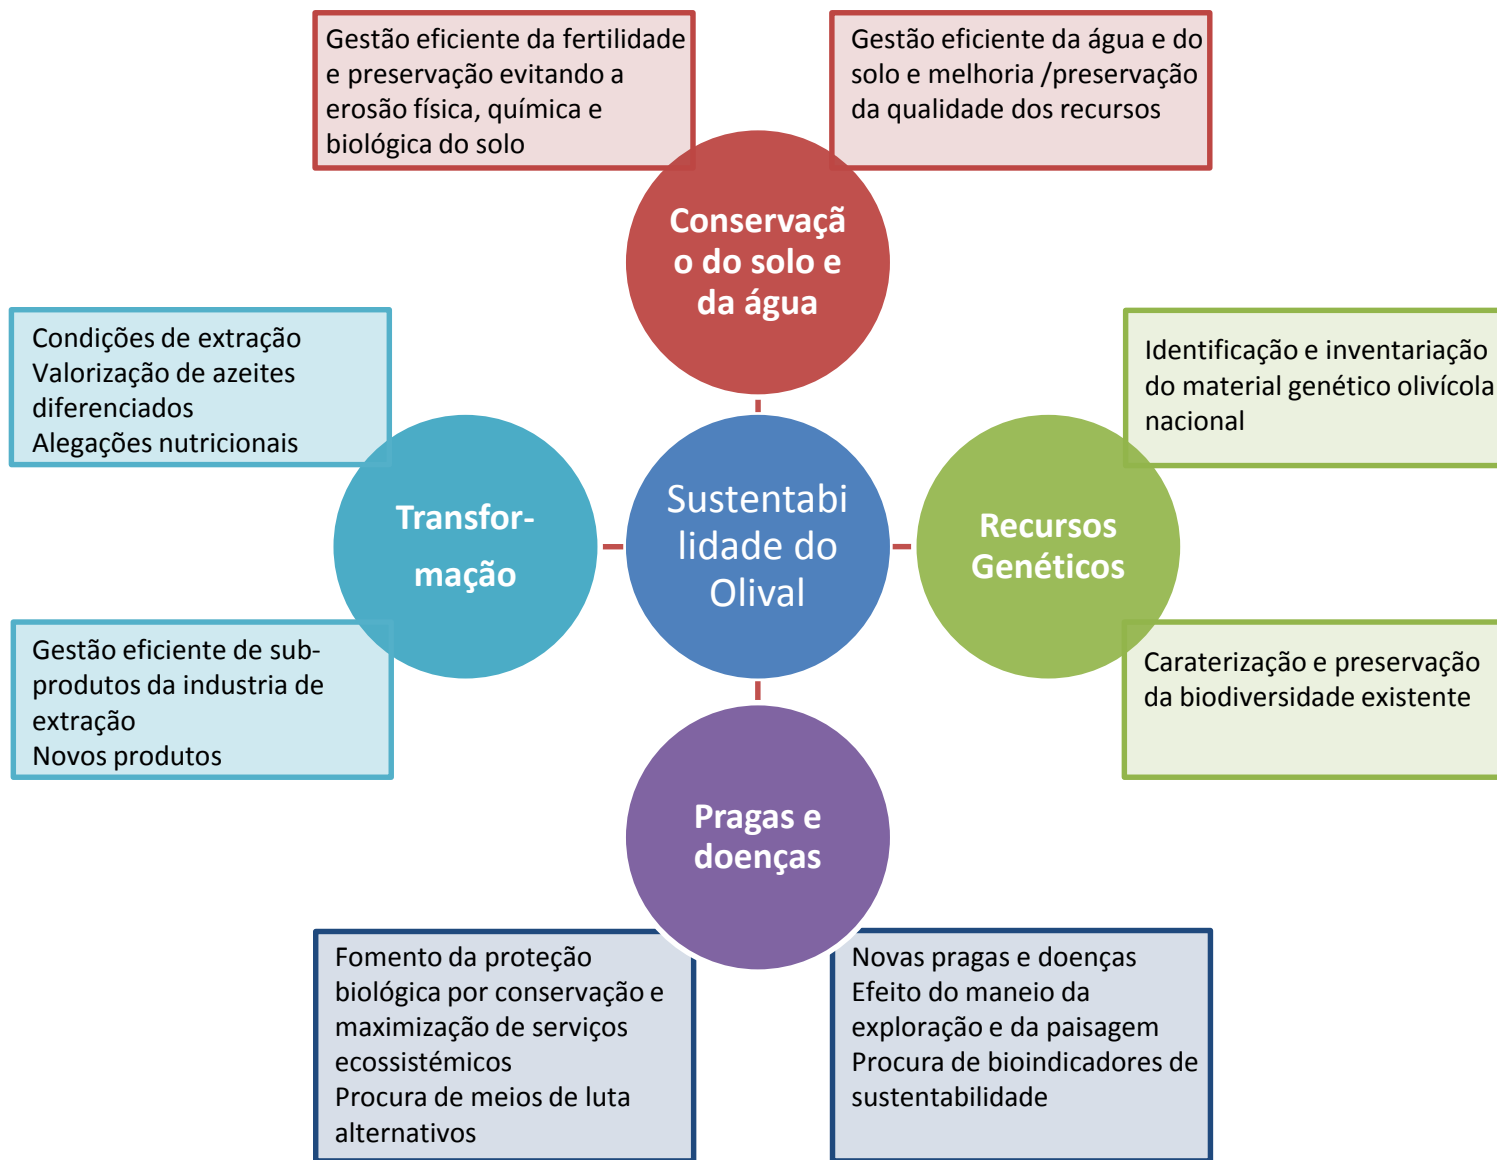 Gestão eficiente da fertilidade
e preservação evitando a
erosão física, química e
biológica do solo
Gestão eficiente da água e do
solo e melhoria /preservação
da qualidade dos recursos
Conservaçã
o do solo e
da água
Condições de extração
Valorização de azeites
diferenciados
Alegações nutricionais
Identificação e inventariação
do material genético olivícola
nacional
Transfor-
mação
Sustentabi
lidade do
Olival
Recursos
Genéticos
Gestão eficiente de sub-
produtos da industria de
extração
Novos produtos
Caraterização e preservação
da biodiversidade existente
Pragas e
doenças
Fomento da proteção
biológica por conservação e
maximização de serviços
ecossistémicos
Procura de meios de luta
alternativos
Novas pragas e doenças
Efeito do maneio da
exploração e da paisagem
Procura de bioindicadores de
sustentabilidade